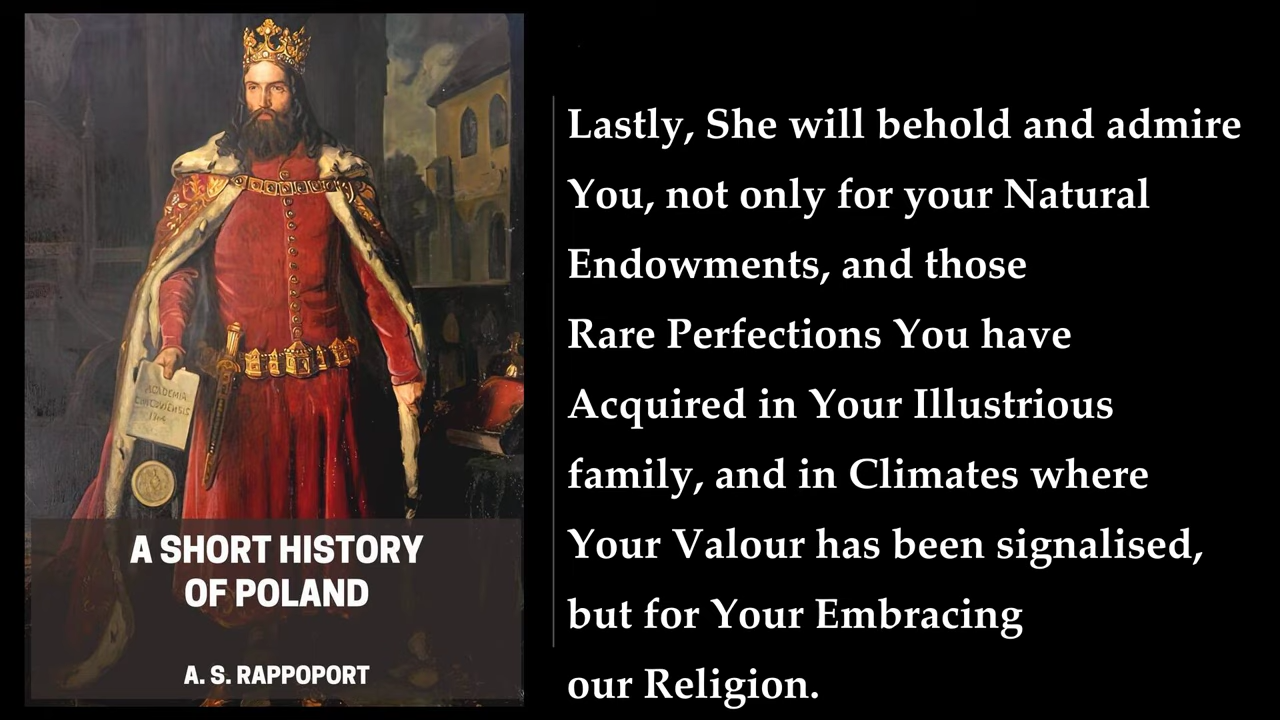 ACADEMIA
A SHORT HISTORY
OF POLAND
A. S. RAPPOPORT
Lastly, She will behold and admire
You, not only for your Natural
Endowments, and those
Rare Perfections You have
Acquired in Your Illustrious
family, and in Climates where
Your Valour has been signalised,
but for Your Embracing
our Religion.